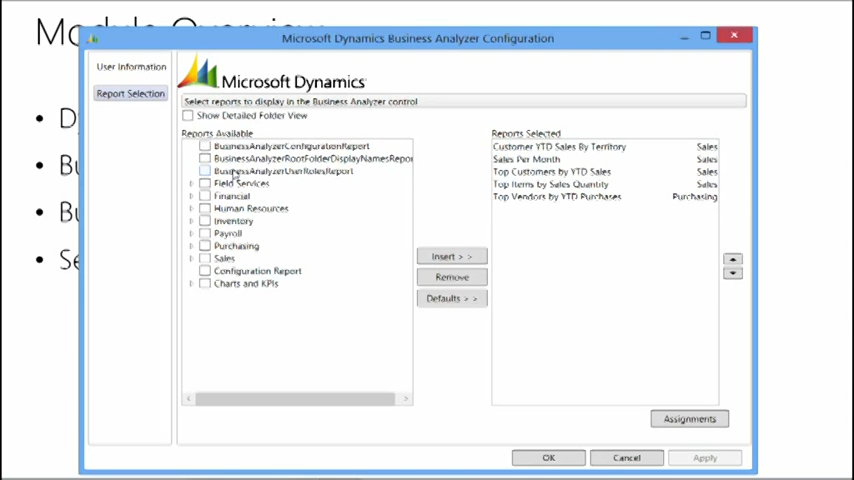 Module Overview
Microsoft Dynamics Business Analyzer Configuration
User Information
Report Selection
Microsoft Dynamics
Select reports to display in the Business Analyzer control
Show Detailed Folder View
Reports Available
BusinessAnalyzerConfigurationReport
BusinessAnalyzerRootFolderDisplayNamesRepor
BusinessAnalyzerUserRolesReport
Field Services
Financial
Human Resources
Inventory
Payroll
Purchasing
Sales
Configuration Report
Charts and KPIs
Insert > >
Remove
Defaults > >
Reports Selected
Customer YTD Sales By Territory Sales
Sales Per Month Sales
Top Customers by YTD Sales Sales
Top Items by Sales Quantity Sales
Top Vendors by YTD Purchases Purchasing
Assignments
OK
Cancel
Apply